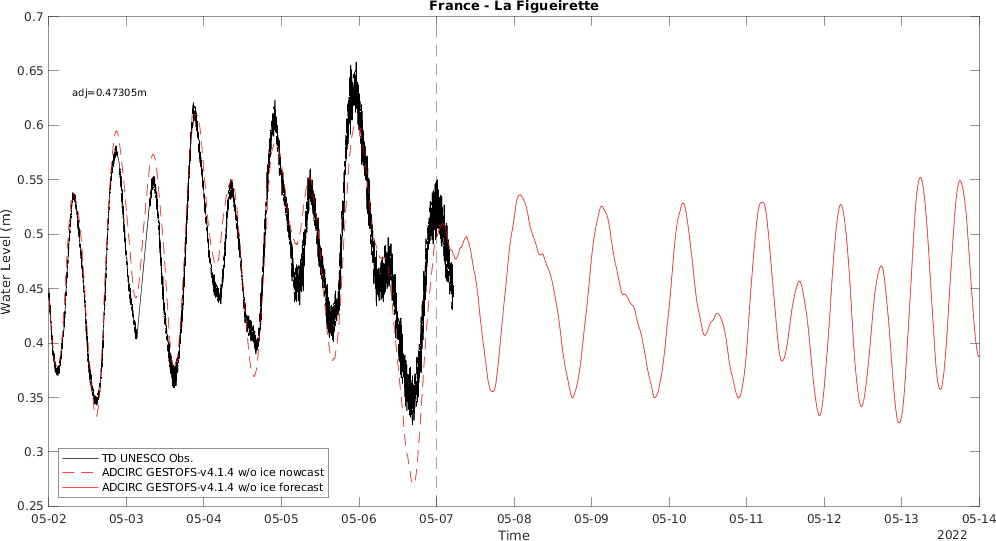 France - La Figueirette
0.7
0.65
0.6
0.55
0.5
0.45
0.4
0.35
0.3
0.25
Water Level (m)
adj=0.47305m
TD UNESCO Obs.
ADCIRC GESTOFS-v4.1.4 w/o ice nowcast
ADCIRC GESTOFS-v4.1.4 w/o ice forecast
05-02 05-03 05-04 05-05 05-06 05-07 05-08 05-09 05-10 05-11 05-12 05-13 05-14
Time
2022